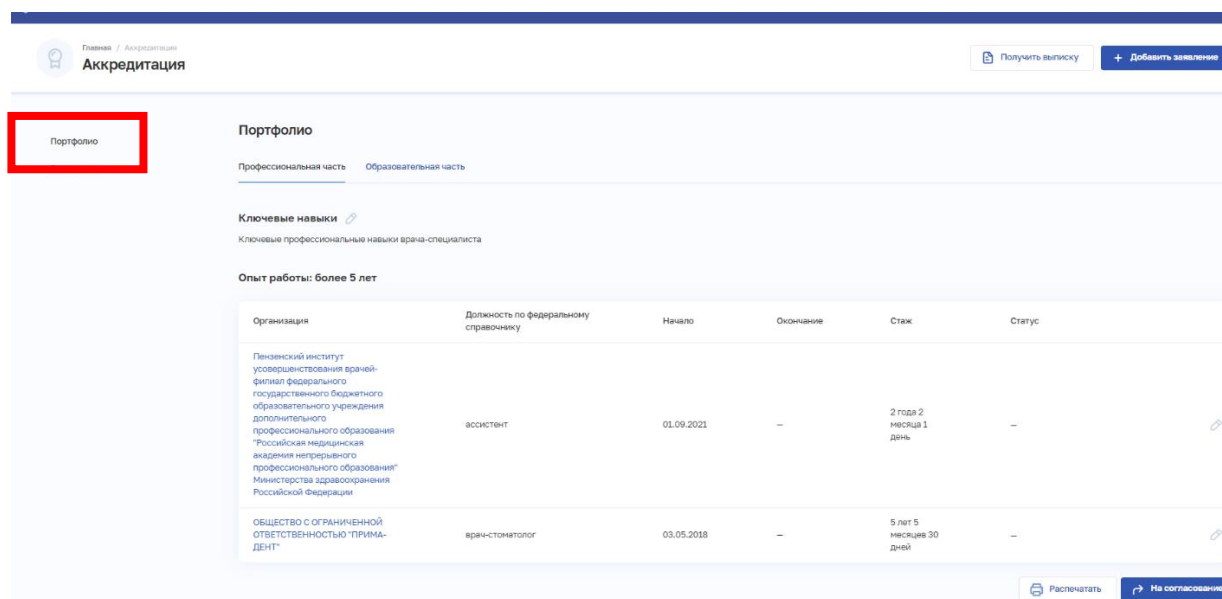 Главная / Аккредитация
Аккредитация
Получить выписку
+ Добавить заявление
Портфолио
Портфолио
Профессиональная часть Образовательная часть
Ключевые навыки
Ключевые профессиональные навыки врача-специалиста
Опыт работы: более 5 лет
Организация
Должность по федеральному
справочнику
Начало
Окончание
Стаж
Статус
Пензенский институт
усовершенствования врачей-
филиал федерального
государственного бюджетного
образовательного учреждения
дополнительного
профессионального образования
"Российская медицинская
академия непрерывного
профессионального образования"
Министерства здравоохранения
Российской Федерации
ассистент
01.09.2021
—
2 года 2
месяца 1
день
—
ОБЩЕСТВО С ОГРАНИЧЕННОЙ
ОТВЕТСТВЕННОСТЬЮ "ПРИМА-
ДЕНТ"
врач-стоматолог
03.05.2018
—
5 лет 5
месяцев 30
дней
—
Распечатать
На согласование